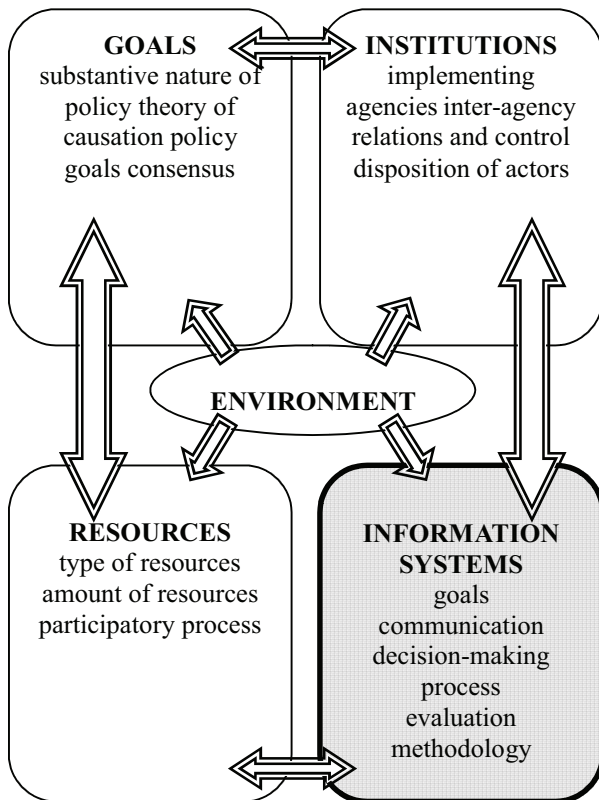 GOALS
substantive nature of
policy theory of
causation policy
goals consensus
INSTITUTIONS
implementing
agencies inter-agency
relations and control
disposition of actors
ENVIRONMENT
RESOURCES
type of resources
amount of resources
participatory process
INFORMATION
SYSTEMS
goals
communication
decision-making
process
evaluation
methodology